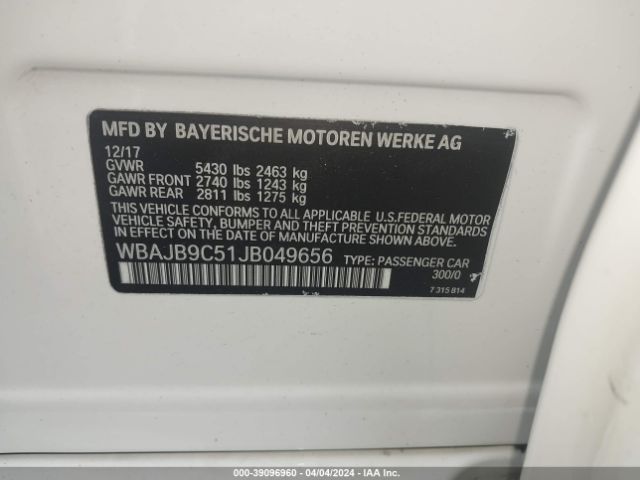 MFD BY BAYERISCHE MOTOREN WERKE AG
12/17
GVWR 5430 lbs 2463 kg
GAWR FRONT 2740 lbs 1243 kg
GAWR REAR 2811 lbs 1275 kg
THIS VEHICLE CONFORMS TO ALL APPLICABLE U.S.FEDERAL MOTOR
VEHICLE SAFETY, BUMPER AND THEFT PREVENTION STANDARDS
IN EFFECT ON THE DATE OF MANUFACTURE SHOWN ABOVE.
WBAJB9C51JB049656 TYPE: PASSENGER CAR
300/0
7 315 814
000-39096960 - 04/04/2024 - IAA Inc.